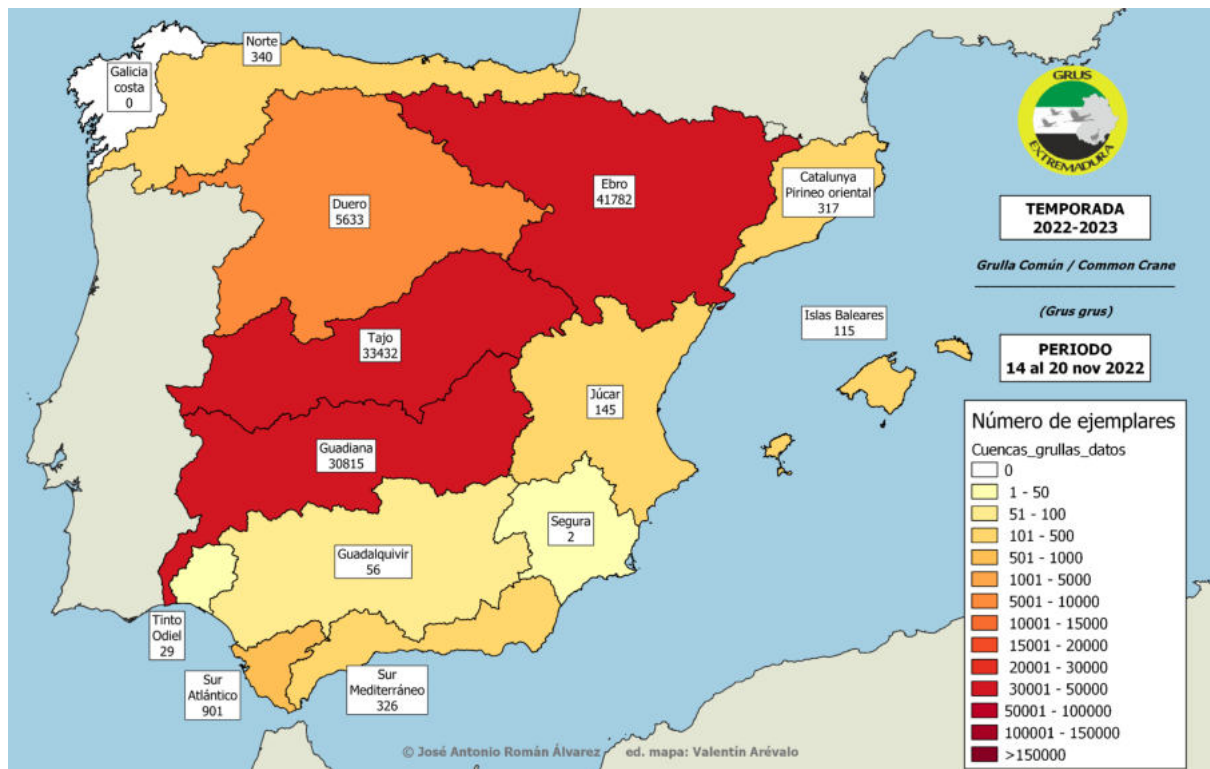 Norte
340
Galicia
costa
0
Ebro
41782
Catalunya
Pirineo oriental
317
Duero
5633
Tajo
33432
Islas Baleares
115
Júcar
145
Guadiana
30815
Segura
2
Guadalquivir
56
Tinto
Odiel
29
Sur
Atlántico
901
Sur
Mediterráneo
326
GRUS
EXTREMADURA
TEMPORADA
2022-2023
Grulla Común / Common Crane
(Grus grus)
PERIODO
14 al 20 nov 2022
Número de ejemplares
Cuencas_grullas_datos
0
1 - 50
51 - 100
101 - 500
501 - 1000
1001 - 5000
5001 - 10000
10001 - 15000
15001 - 20000
20001 - 30000
30001 - 50000
50001 - 100000
100001 - 150000
>150000
© José Antonio Román Álvarez ed. mapa: Valentín Arévalo